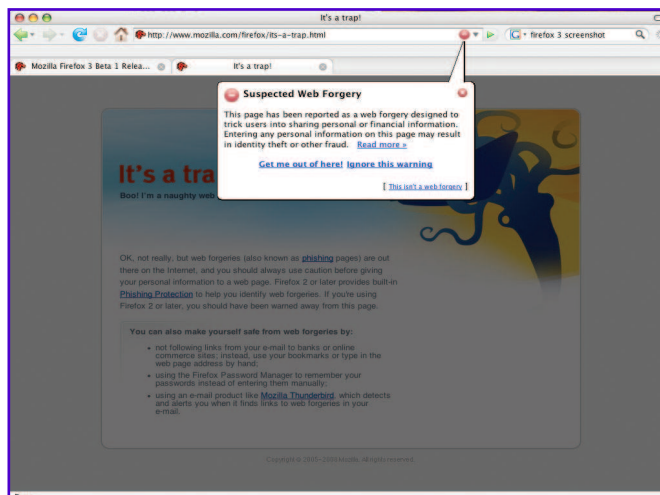 It's a trap!
http://www.mozilla.com/firefox/its-a-trap.html
firefox 3 screenshot
Mozilla Firefox 3 Beta 1 Relea...
It's a trap!
Suspected Web Forgery
This page has been reported as a web forgery designed to
trick users into sharing personal or financial information.
Entering any personal information on this page may result
in identity theft or other fraud. Read more »
Get me out of here! Ignore this warning
[ This isn't a web forgery ]
It's a tra
Boo! I'm a naughty web
OK, not really, but web forgeries (also known as phishing pages) are out
there on the Internet, and you should always use caution before giving
your personal information to a web page. Firefox 2 or later provides built-in
Phishing Protection to help you identify web forgeries. If you're using
Firefox 2 or later, you should have been warned away from this page.
You can also make yourself safe from web forgeries by:
• not following links from your e-mail to banks or online
commerce sites; instead, use your bookmarks or type in the
web page address by hand;
• using the Firefox Password Manager to remember your
passwords instead of entering them manually;
• using an e-mail product like Mozilla Thunderbird, which detects
and alerts you when it finds links to web forgeries in your
e-mail.
Copyright © Mozilla. All rights reserved.